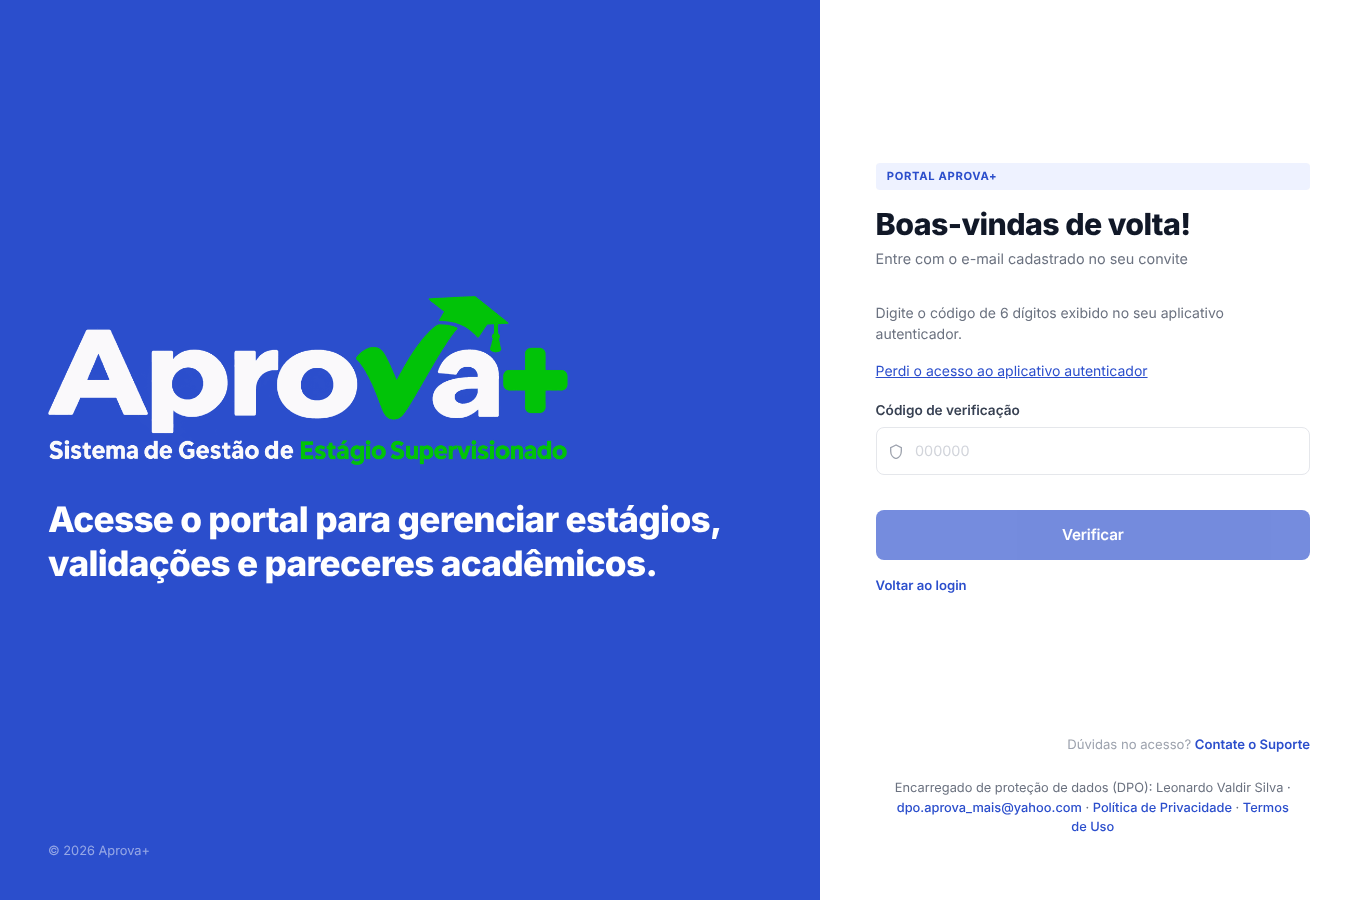 Aprova+
Sistema de Gestão de Estágio Supervisionado
Acesse o portal para gerenciar estágios,
validações e pareceres acadêmicos.
© 2026 Aprova+
PORTAL APROVA+
Boas-vindas de volta!
Entre com o e-mail cadastrado no seu convite
Digite o código de 6 dígitos exibido no seu aplicativo
autenticador.
Perdi o acesso ao aplicativo autenticador
Código de verificação
000000
Verificar
Voltar ao login
Dúvidas no acesso? Contate o Suporte
Encarregado de proteção de dados (DPO): Leonardo Valdir Silva ·
dpo.aprova_mais@yahoo.com · Política de Privacidade · Termos
de Uso